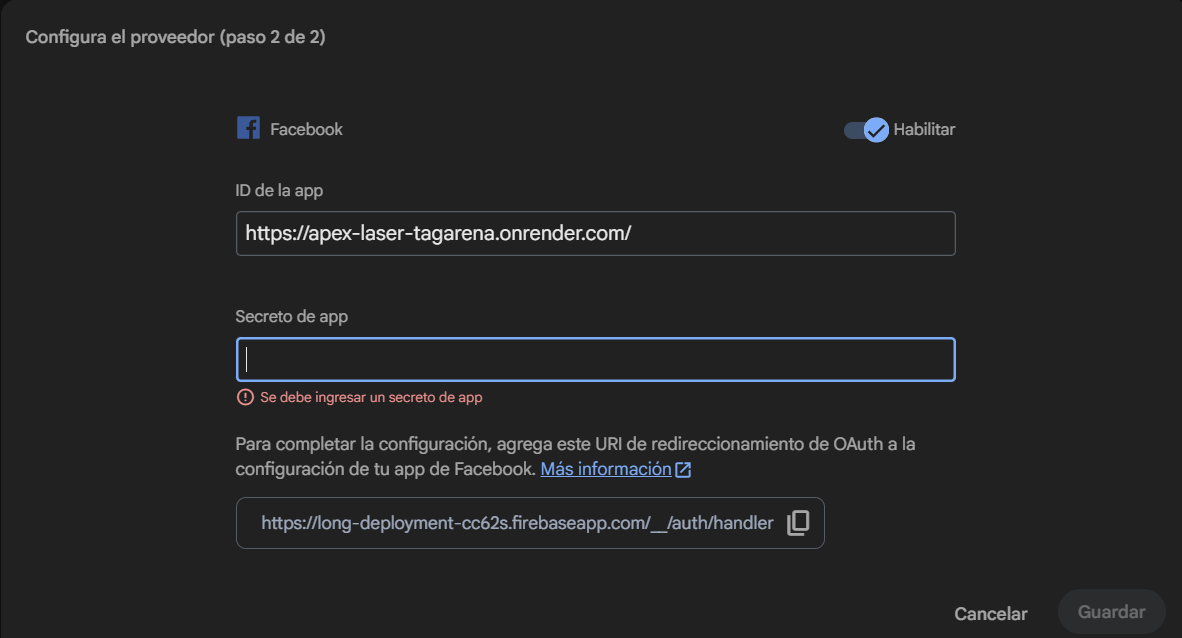 Configura el proveedor (paso 2 de 2)
Facebook
Habilitar
ID de la app
https://apex-laser-tagarena.onrender.com/
Secreto de app
Se debe ingresar un secreto de app
Para completar la configuración, agrega este URI de redireccionamiento de OAuth a la
configuración de tu app de Facebook. Más información
https://long-deployment-cc62s.firebaseapp.com/__/auth/handler
Cancelar
Guardar